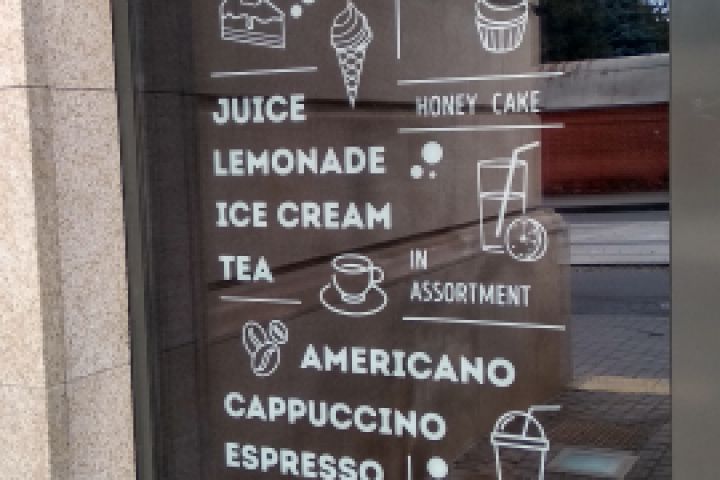 JUICE
HONEY CAKE
LEMONADE
ICE CREAM
TEA
IN
ASSORTMENT
AMERICANO
CAPPUCCINO
ESPRESSO